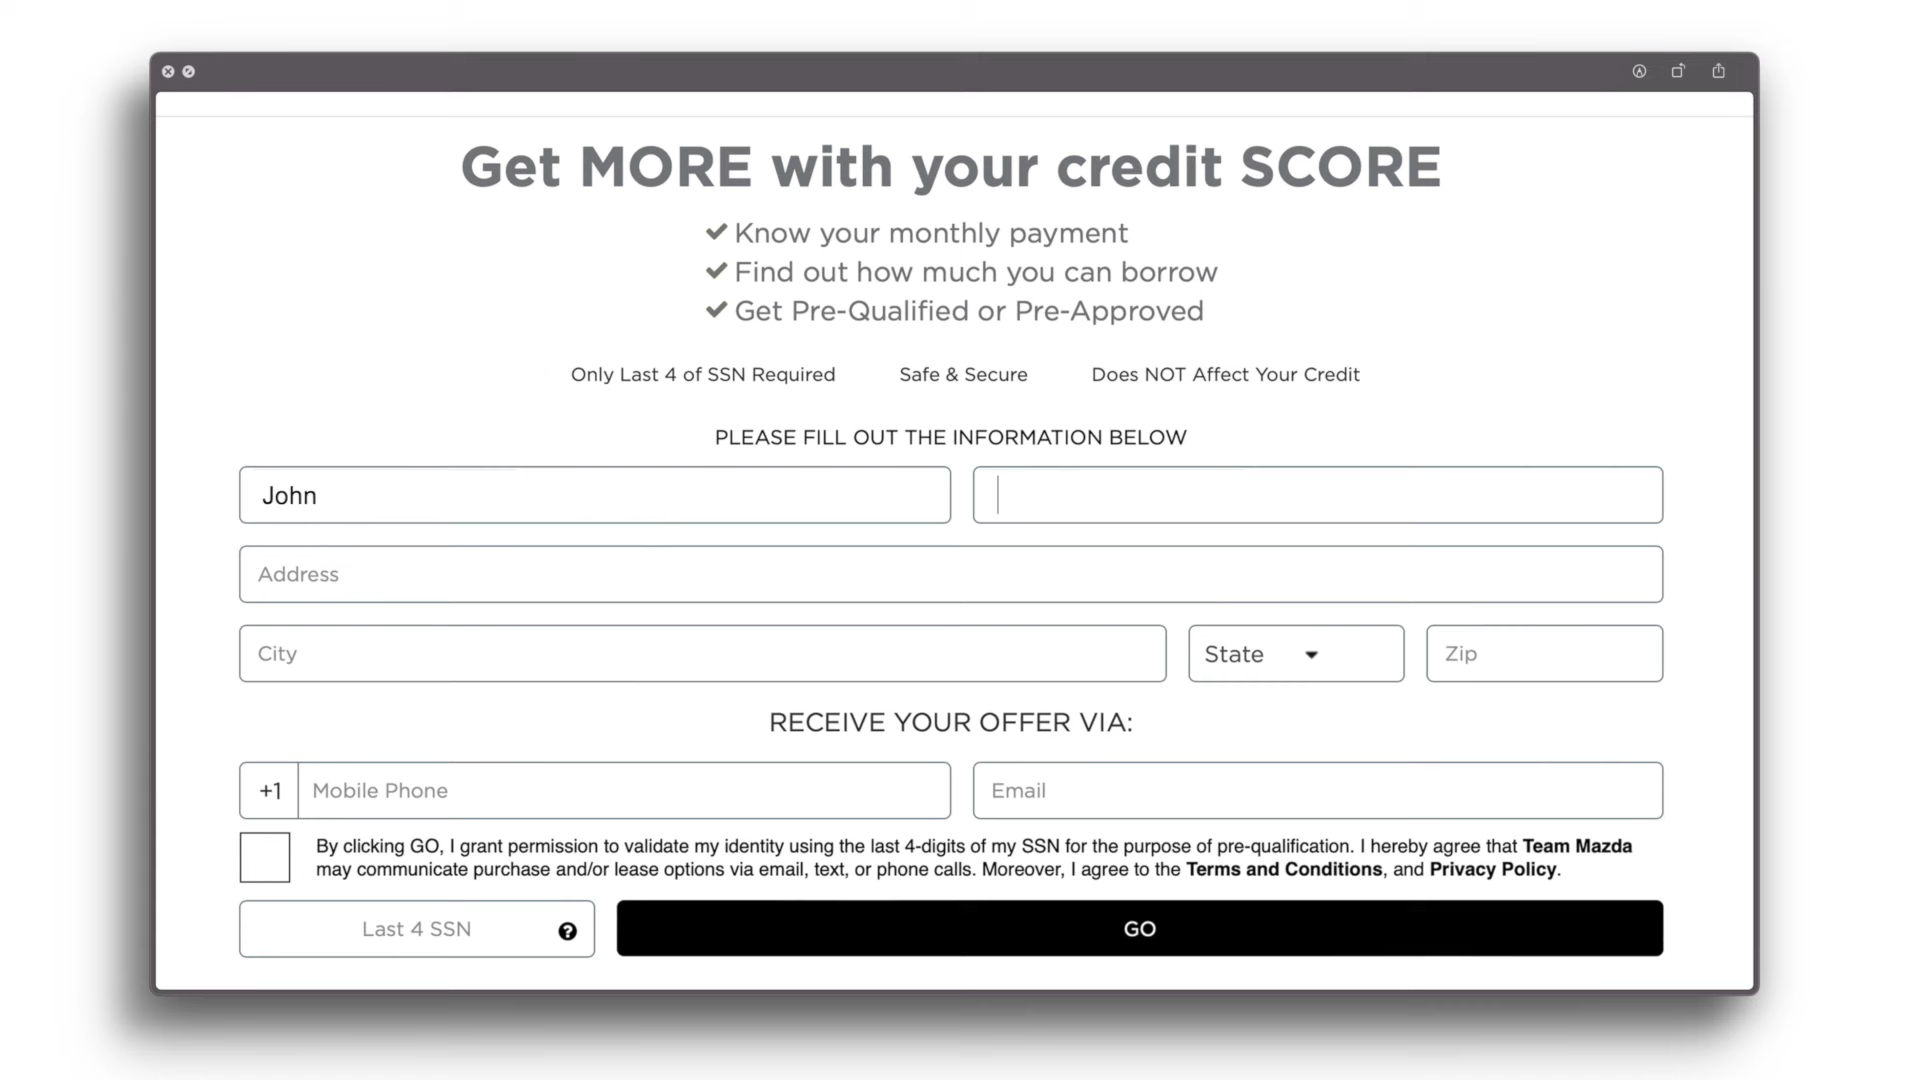 Get MORE with your credit SCORE
Know your monthly payment
Find out how much you can borrow
Get Pre-Qualified or Pre-Approved
Only Last 4 of SSN Required Safe & Secure Does NOT Affect Your Credit
PLEASE FILL OUT THE INFORMATION BELOW
John
Address
City State Zip
RECEIVE YOUR OFFER VIA:
+1 Mobile Phone Email
By clicking GO, I grant permission to validate my identity using the last 4-digits of my SSN for the purpose of pre-qualification. I hereby agree that Team Mazda
may communicate purchase and/or lease options via email, text, or phone calls. Moreover, I agree to the Terms and Conditions, and Privacy Policy.
Last 4 SSN ? GO